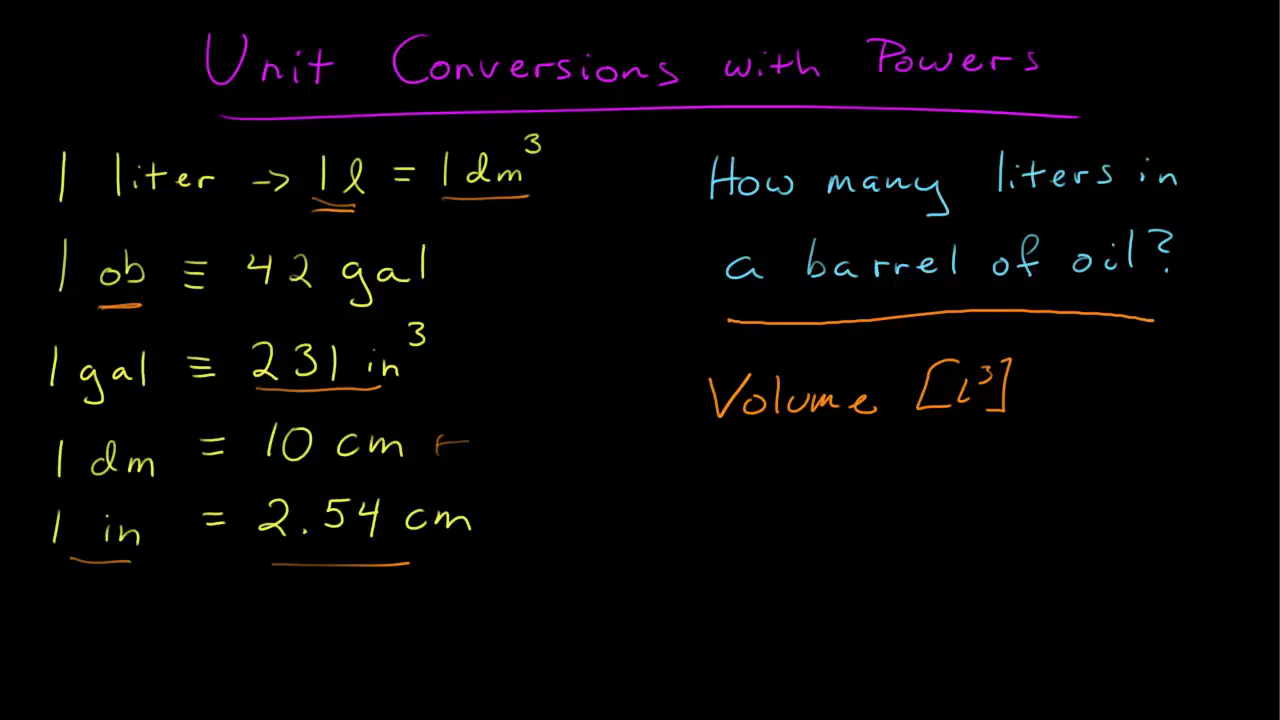 Unit Conversions with Powers
1 liter -> 1 l = 1 dm³
1 ob ≡ 42 gal
1 gal ≡ 231 in³
1 dm = 10 cm
1 in = 2.54 cm
How many liters in
a barrel of oil?
Volume [L³]